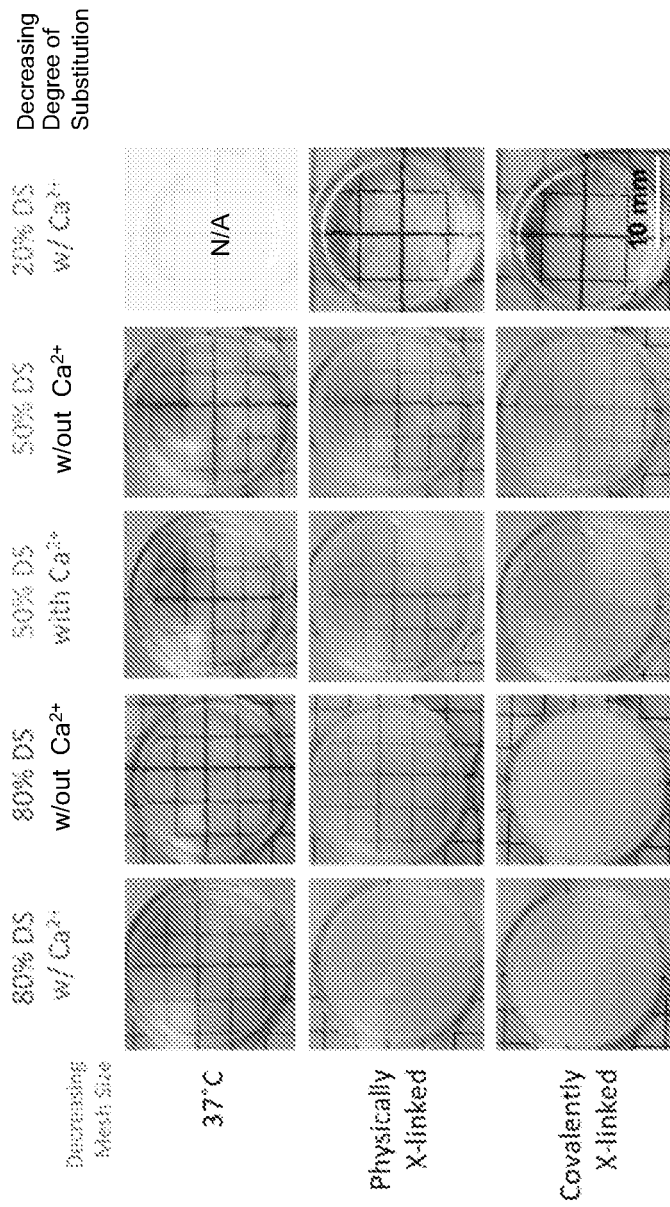 80% DS
w/ Ca²⁺
80% DS
w/out Ca²⁺
50% DS
with Ca²⁺
50% DS
w/out Ca²⁺
20% DS
w/ Ca²⁺
Decreasing
Degree of
Substitution
Decreasing
Mesh Size
37°C
N/A
Physically
X-linked
Covalently
X-linked
10 mm